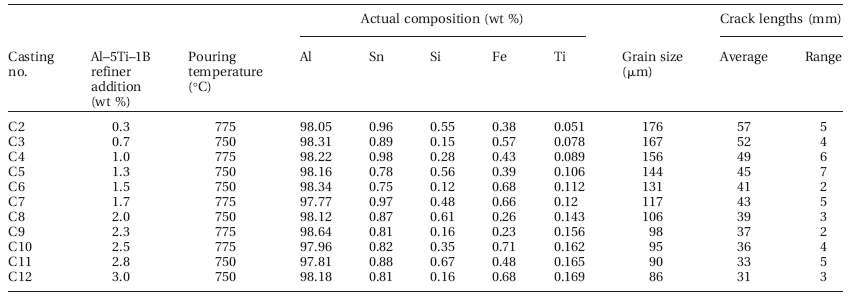 Actual composition (wt %) Crack lengths (mm)
Casting no. Al–5Ti–1B refiner addition (wt %) Pouring temperature (°C) Al Sn Si Fe Ti Grain size (μm) Average Range
C2 0.3 775 98.05 0.96 0.55 0.38 0.051 176 57 5
C3 0.7 750 98.31 0.89 0.15 0.57 0.078 167 52 4
C4 1.0 775 98.22 0.98 0.28 0.43 0.089 156 49 6
C5 1.3 750 98.16 0.78 0.56 0.39 0.106 144 45 7
C6 1.5 750 98.34 0.75 0.12 0.68 0.112 131 41 2
C7 1.7 775 97.77 0.97 0.48 0.66 0.12 117 43 5
C8 2.0 750 98.12 0.87 0.61 0.26 0.143 106 39 3
C9 2.3 775 98.64 0.81 0.16 0.23 0.156 98 37 2
C10 2.5 775 97.96 0.82 0.35 0.71 0.162 95 36 4
C11 2.8 750 97.81 0.88 0.67 0.48 0.165 90 33 5
C12 3.0 750 98.18 0.81 0.16 0.68 0.169 86 31 3